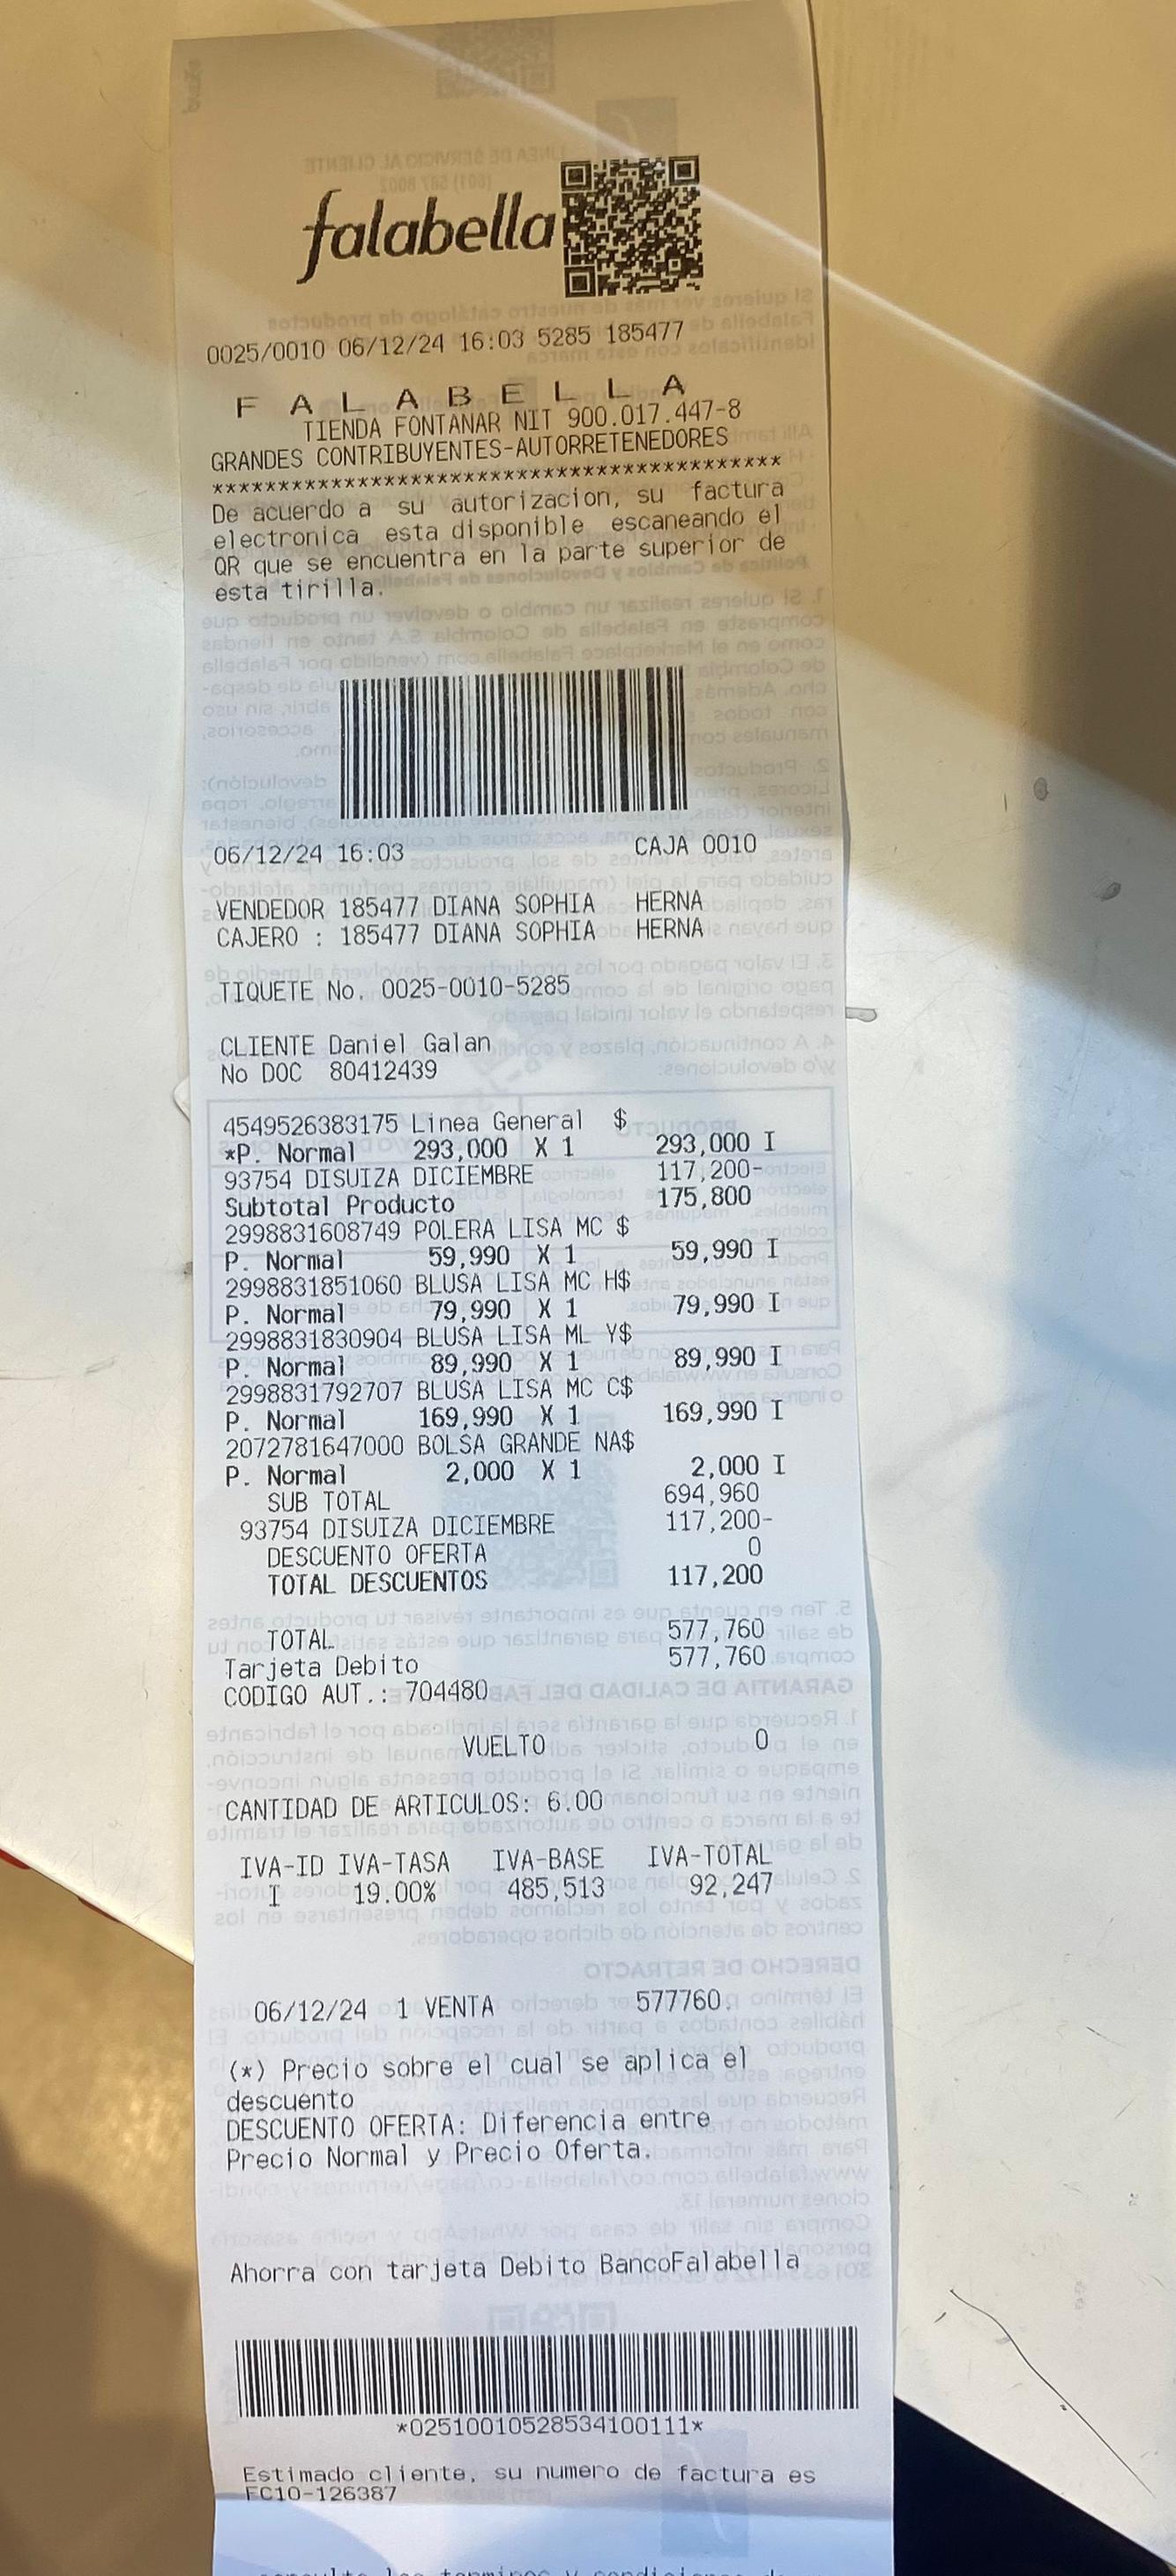 falabella
0025/0010 06/12/24 16:03 5285 185477
F A L A B E L L A
TIENDA FONTANAR NIT 900.017.447-8
GRANDES CONTRIBUYENTES-AUTORRETENEDORES
********************************************
De acuerdo a su autorizacion, su factura
electronica esta disponible escaneando el
QR que se encuentra en la parte superior de
esta tirilla.
06/12/24 16:03 CAJA 0010
VENDEDOR 185477 DIANA SOPHIA HERNA
CAJERO : 185477 DIANA SOPHIA HERNA
TIQUETE No. 0025-0010-5285
CLIENTE Daniel Galan
No DOC 80412439
4549526383175 Linea General $
*P. Normal 293,000 X 1 293,000 I
93754 DISUIZA DICIEMBRE 117,200-
Subtotal Producto 175,800
2998831608749 POLERA LISA MC $
P. Normal 59,990 X 1 59,990 I
2998831851060 BLUSA LISA MC H$
P. Normal 79,990 X 1 79,990 I
2998831830904 BLUSA LISA ML Y$
P. Normal 89,990 X 1 89,990 I
2998831792707 BLUSA LISA MC C$
P. Normal 169,990 X 1 169,990 I
2072781647000 BOLSA GRANDE NA$
P. Normal 2,000 X 1 2,000 I
SUB TOTAL 694,960
93754 DISUIZA DICIEMBRE 117,200-
DESCUENTO OFERTA 0
TOTAL DESCUENTOS 117,200
TOTAL 577,760
Tarjeta Debito 577,760
CODIGO AUT.: 704480
VUELTO 0
CANTIDAD DE ARTICULOS: 6.00
IVA-ID IVA-TASA IVA-BASE IVA-TOTAL
I 19.00% 485,513 92,247
06/12/24 1 VENTA 577760
(*) Precio sobre el cual se aplica el
descuento
DESCUENTO OFERTA: Diferencia entre
Precio Normal y Precio Oferta.
Ahorra con tarjeta Debito BancoFalabella
*02510010528534100111*
Estimado cliente, su numero de factura es
FC10-126387